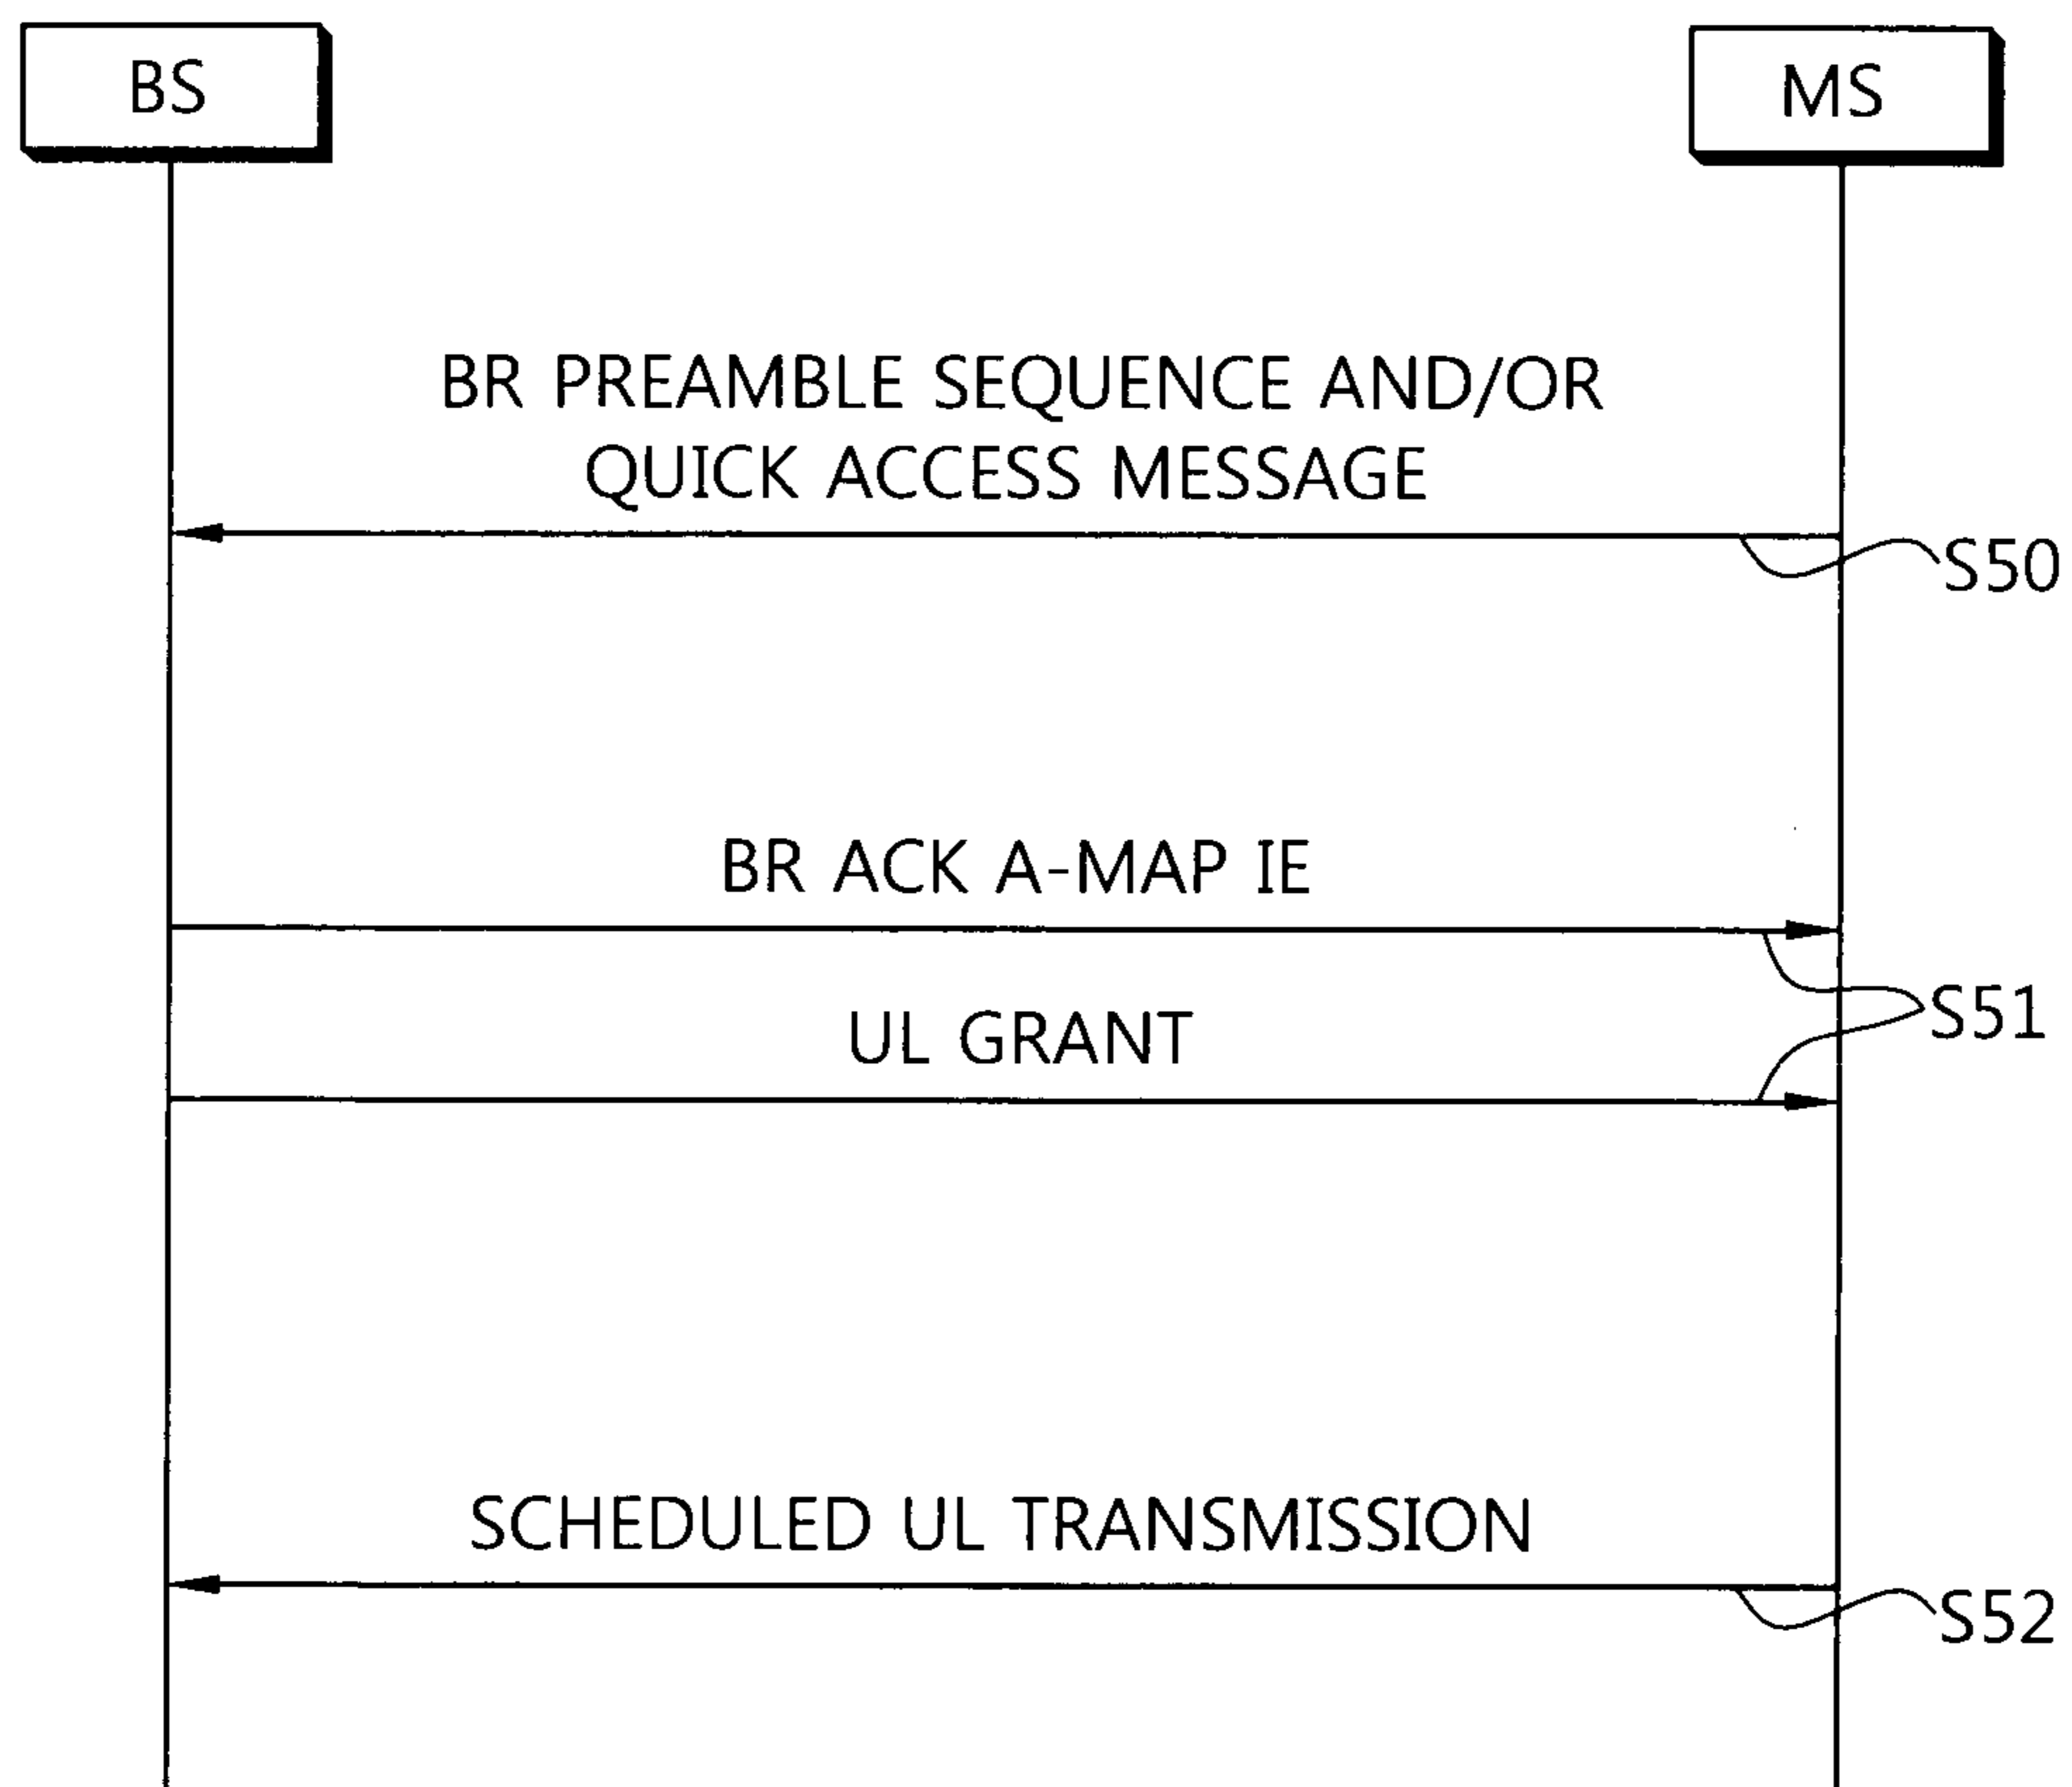 BS
MS
BR PREAMBLE SEQUENCE AND/OR
QUICK ACCESS MESSAGE
S50
BR ACK A-MAP IE
S51
UL GRANT
SCHEDULED UL TRANSMISSION
S52